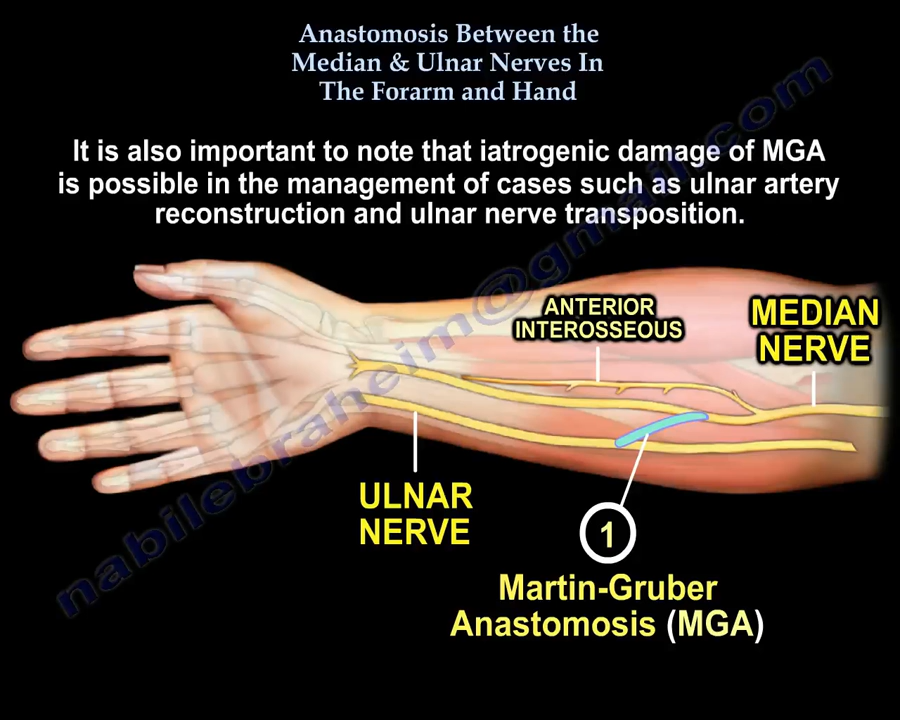 Anastomosis Between the
Median & Ulnar Nerves In
The Forarm and Hand
It is also important to note that iatrogenic damage of MGA
is possible in the management of cases such as ulnar artery
reconstruction and ulnar nerve transposition.
ANTERIOR
INTEROSSEOUS
MEDIAN
NERVE
ULNAR
NERVE
1
Martin-Gruber
Anastomosis (MGA)
nabilebraheim@gmail.com